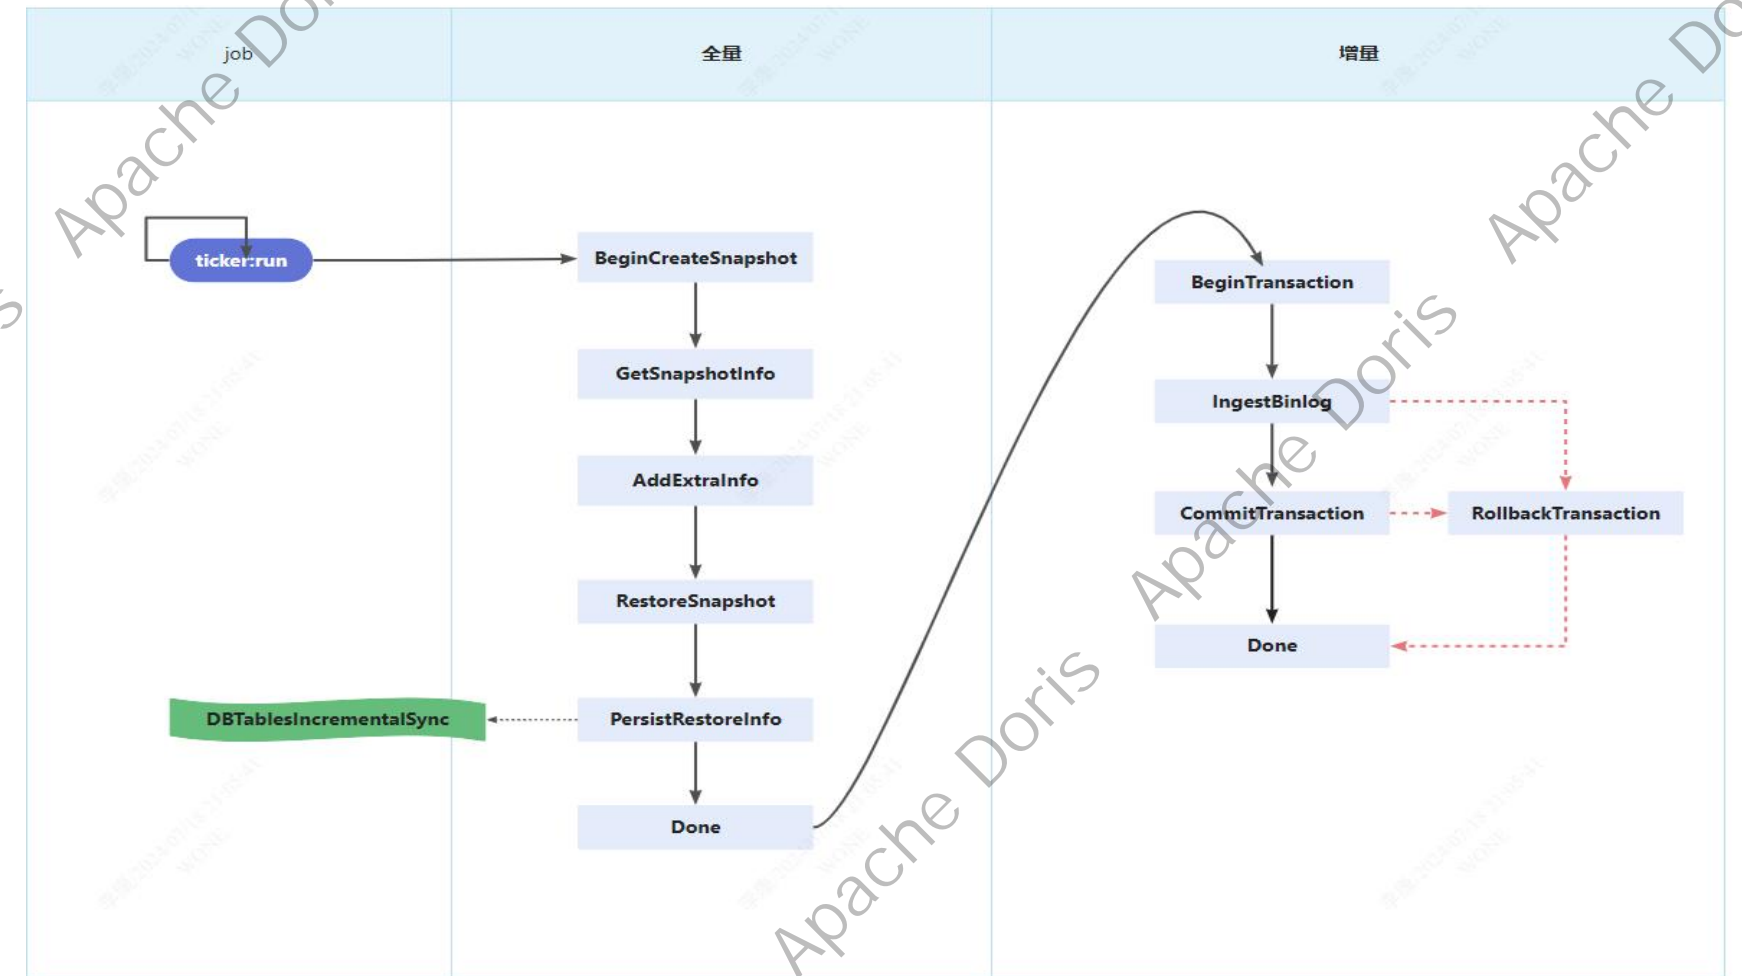 job
全量
增量
ticker:run
BeginCreateSnapshot
GetSnapshotInfo
AddExtraInfo
RestoreSnapshot
PersistRestoreInfo
DBTablesIncrementalSync
Done
BeginTransaction
IngestBinlog
CommitTransaction
RollbackTransaction
Done
Apache Doris
Apache Doris
Apache Doris
Apache Do
s